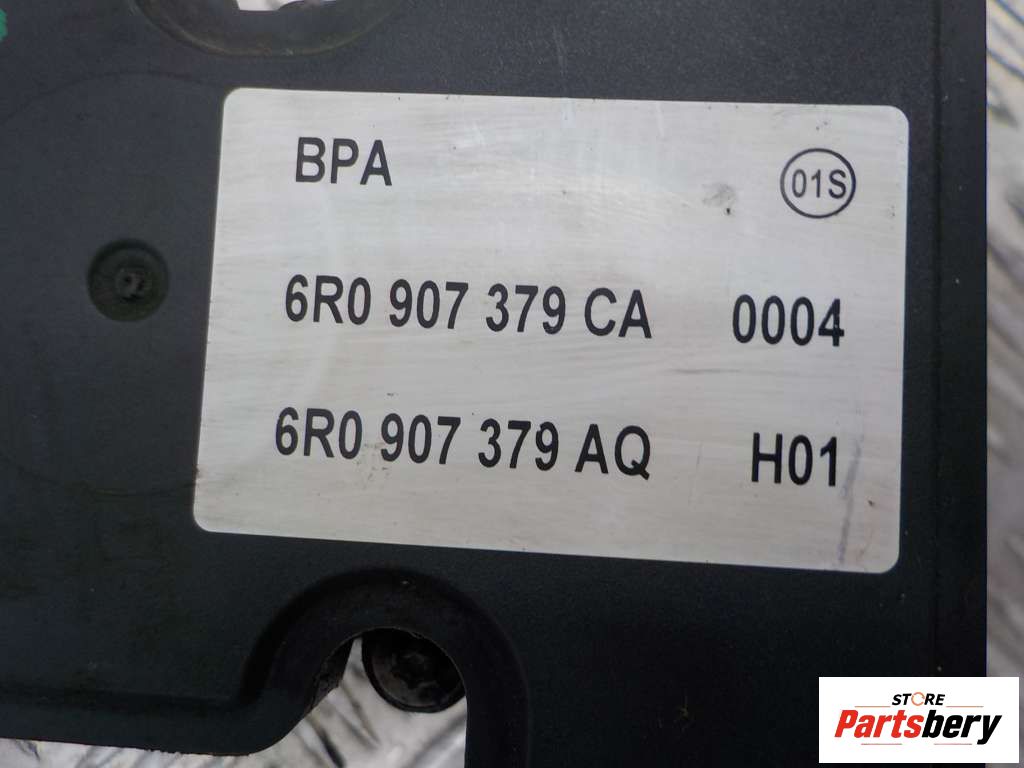 BPA 01S
6R0 907 379 CA 0004
6R0 907 379 AQ H01
STORE
Partsbery